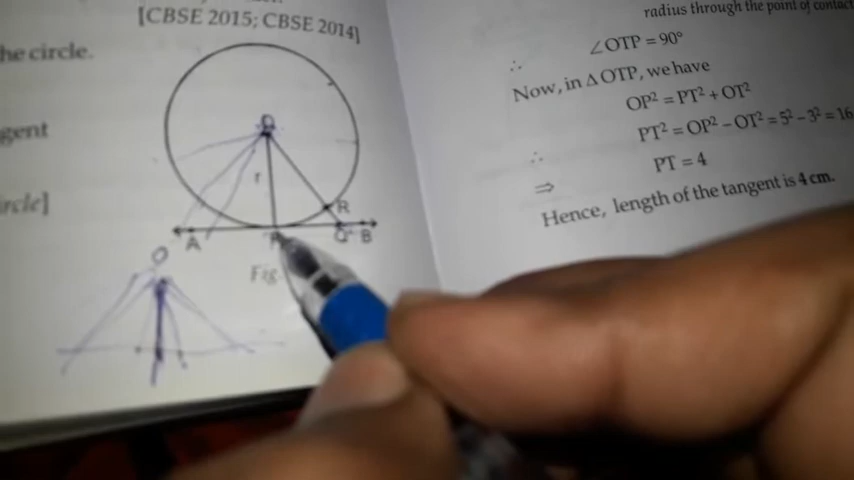 [CBSE 2015; CBSE 2014]
he circle.
gent
ircle]
O
r
R
A
Q
B
Fig
O
radius through the point of contact
∴ ∠OTP = 90°
Now, in Δ OTP, we have
OP² = PT² + OT²
∴ PT² = OP² – OT² = 5² – 3² = 16
⇒ PT = 4
Hence, length of the tangent is 4 cm.